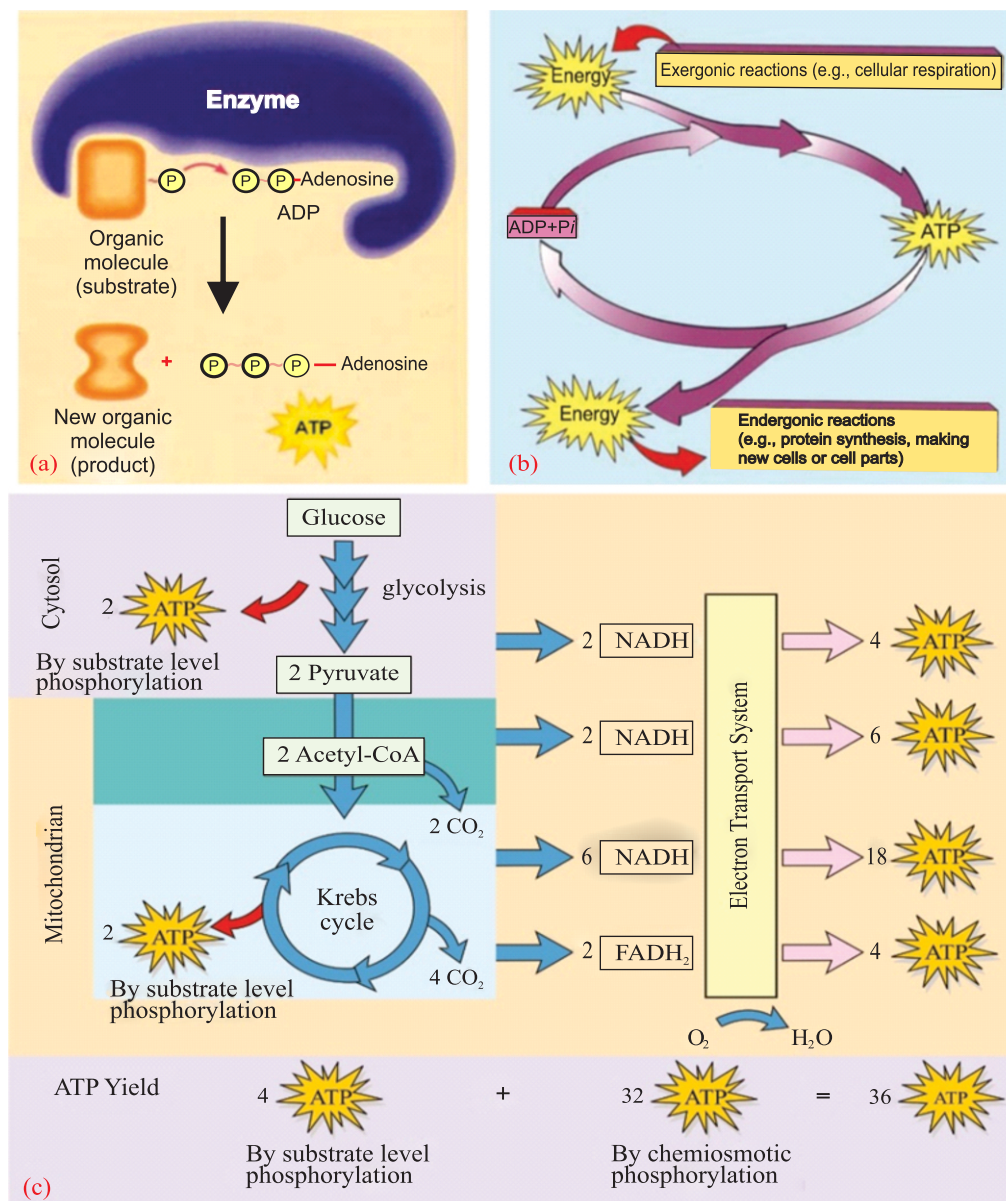 Enzyme
P
P
P
Adenosine
ADP
Organic
molecule
(substrate)
+
P
P
P
Adenosine
New organic
molecule
(product)
ATP
(a)
Energy
Exergonic reactions (e.g., cellular respiration)
ADP+Pi
ATP
Energy
Endergonic reactions
(e.g., protein synthesis, making
new cells or cell parts)
(b)
Cytosol
Glucose
glycolysis
2 ATP
By substrate level
phosphorylation
2 Pyruvate
2 NADH
4 ATP
Mitochondrian
2 Acetyl-CoA
2 CO₂
2 NADH
6 ATP
Krebs
cycle
2 ATP
By substrate level
phosphorylation
4 CO₂
6 NADH
18 ATP
2 FADH₂
4 ATP
Electron Transport System
O₂
H₂O
ATP Yield
4 ATP + 32 ATP = 36 ATP
By substrate level
phosphorylation
By chemiosmotic
phosphorylation
(c)